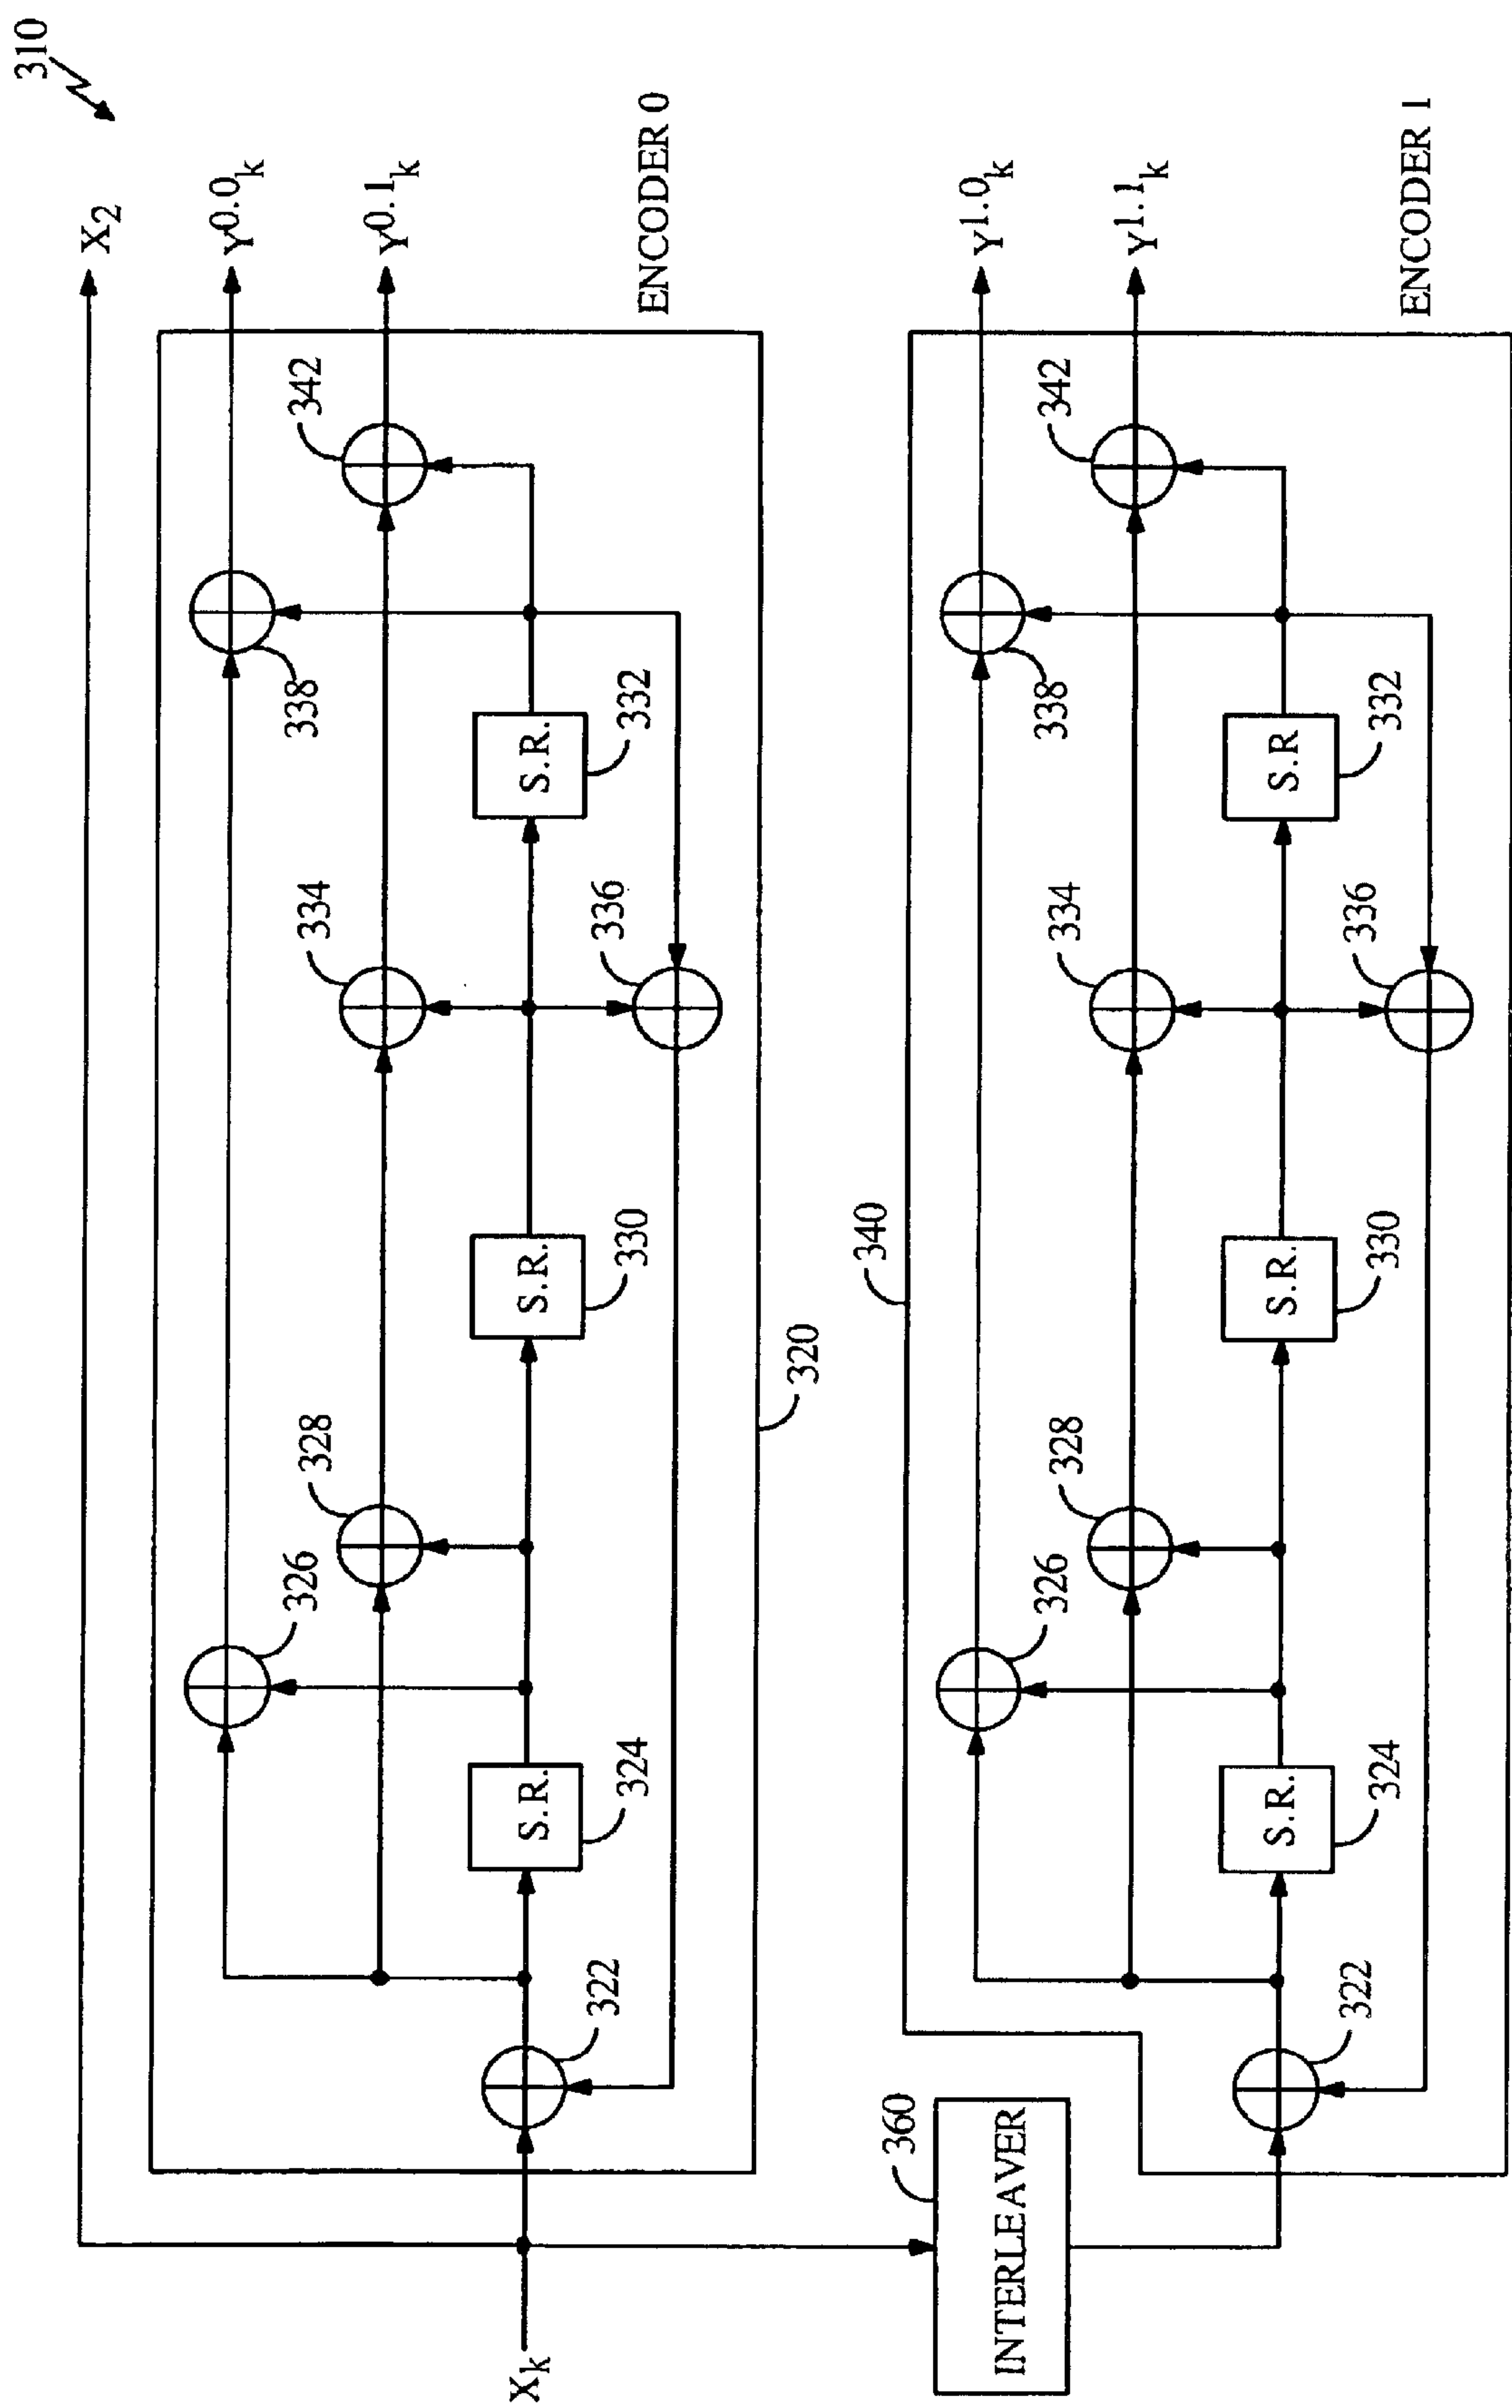 310
X2
Y0.0k
Y0.1k
ENCODER 0
342
338
332
S.R.
334
336
330
S.R.
328
326
324
S.R.
322
320
Xk
360
INTERLEAVER
340
Y1.0k
Y1.1k
ENCODER 1
342
338
332
S.R
334
336
330
S.R.
328
326
324
S.R.
322